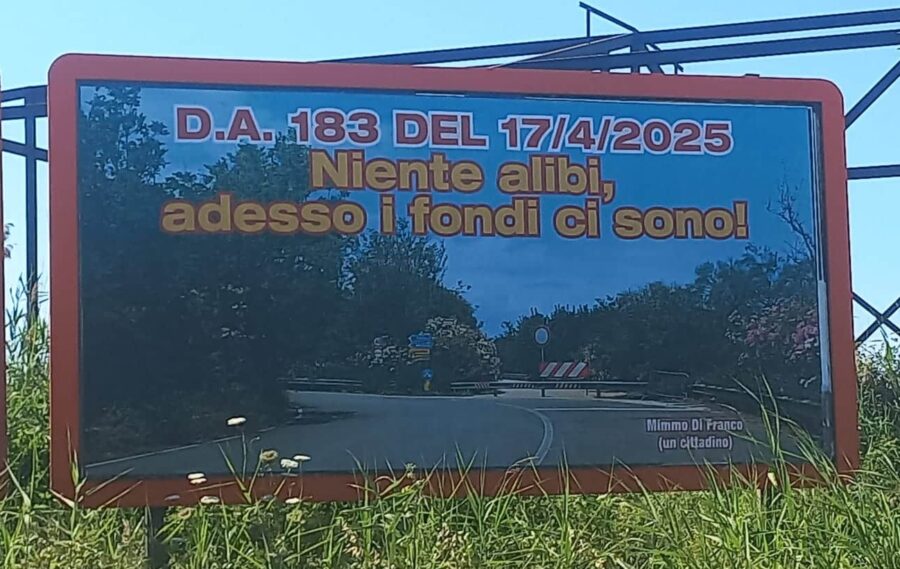 D.A. 183 DEL 17/4/2025
Niente alibi,
adesso i fondi ci sono!
Mimmo Di Franco
(un cittadino)